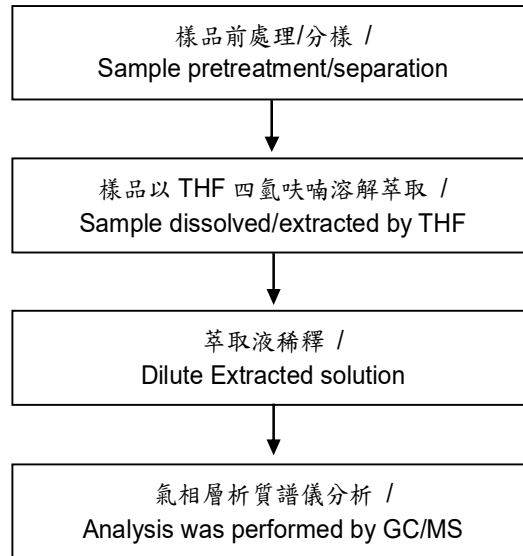 樣品前處理/分樣 /
Sample pretreatment/separation
樣品以 THF 四氫呋喃溶解萃取 /
Sample dissolved/extracted by THF
萃取液稀釋 /
Dilute Extracted solution
氣相層析質譜儀分析 /
Analysis was performed by GC/MS